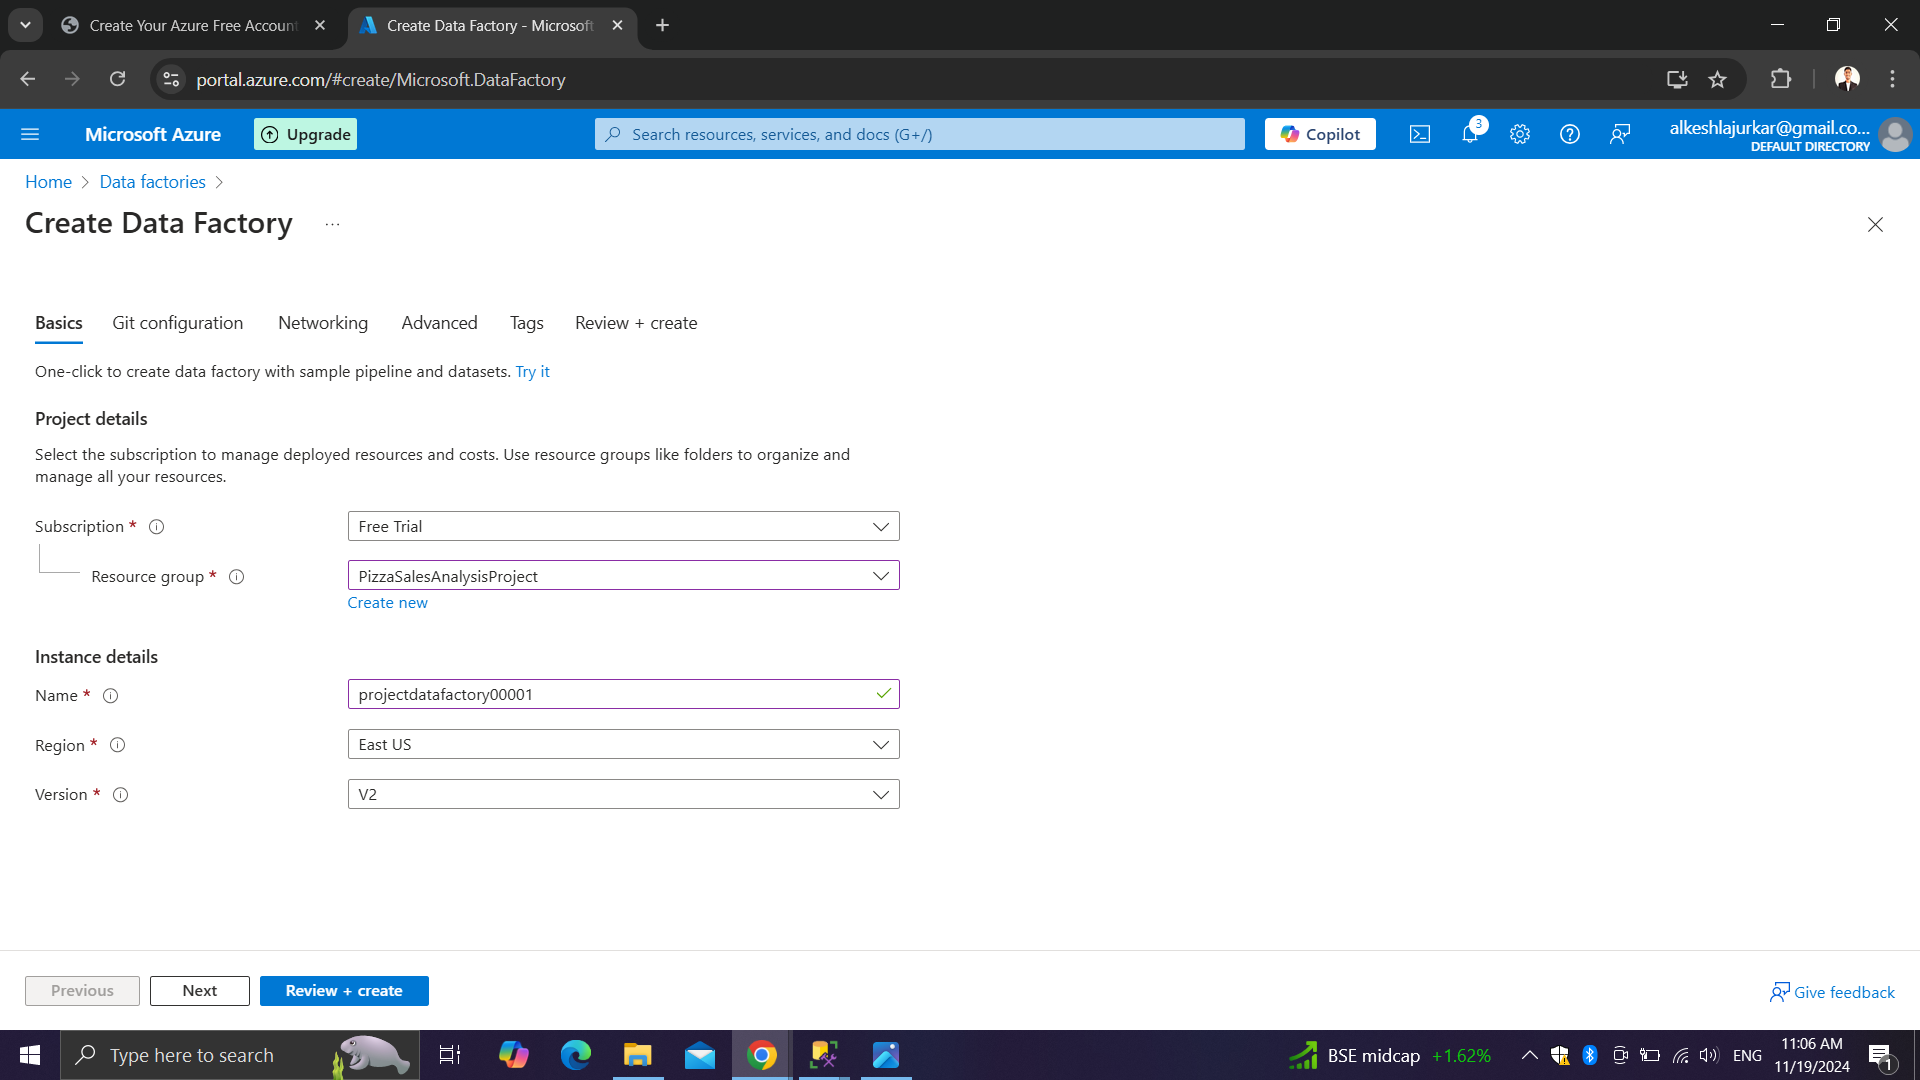 Create Your Azure Free Account
Create Data Factory - Microsoft
portal.azure.com/#create/Microsoft.DataFactory
Microsoft Azure
Upgrade
Search resources, services, and docs (G+/)
Copilot
3
alkeshlajurkar@gmail.co...
DEFAULT DIRECTORY
Home > Data factories >
Create Data Factory ...
Basics Git configuration Networking Advanced Tags Review + create
One-click to create data factory with sample pipeline and datasets. Try it
Project details
Select the subscription to manage deployed resources and costs. Use resource groups like folders to organize and
manage all your resources.
Subscription *
Free Trial
Resource group *
PizzaSalesAnalysisProject
Create new
Instance details
Name *
projectdatafactory00001
Region *
East US
Version *
V2
Previous Next Review + create
Give feedback
Type here to search
BSE midcap +1.62%
ENG
11:06 AM
11/19/2024
1